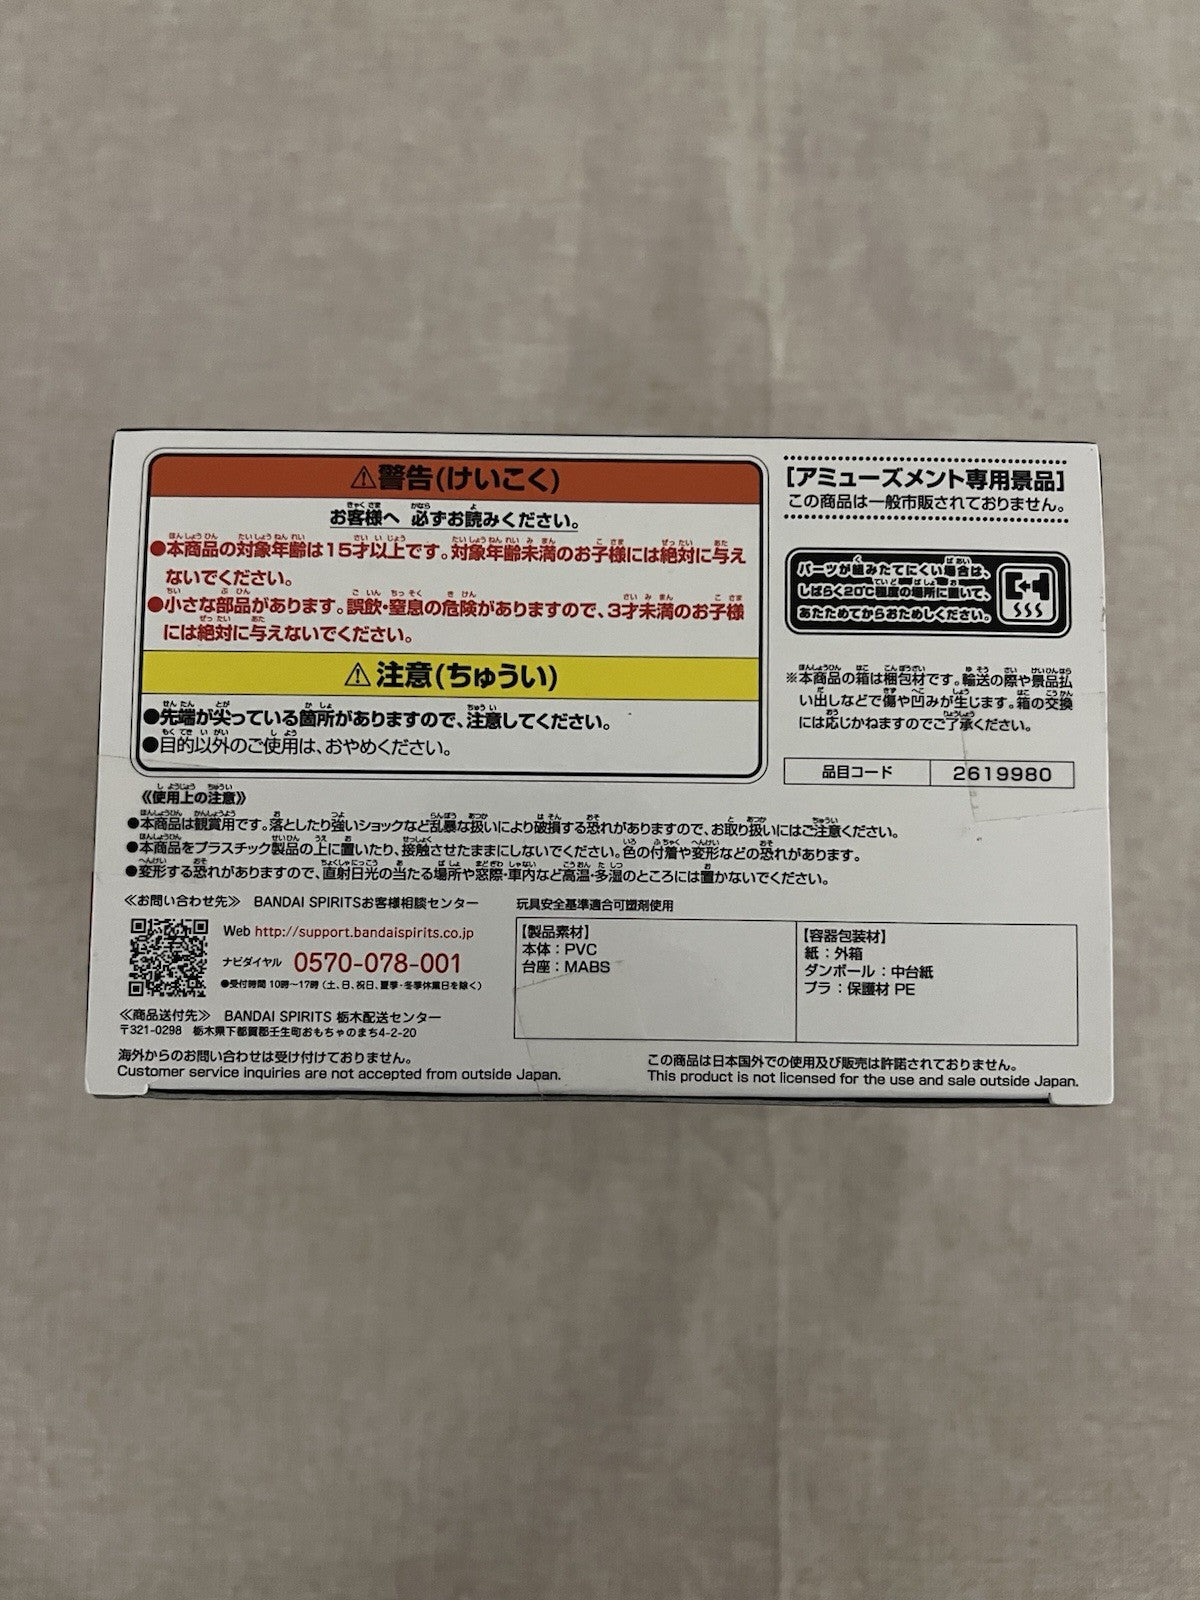 ⚠警告(けいこく)
お客様へ 必ずお読みください。
●本商品の対象年齢は15才以上です。対象年齢未満のお子様には絶対に与え
ないでください。
●小さな部品があります。誤飲・窒息の危険がありますので、3才未満のお子様
には絶対に与えないでください。
⚠注意(ちゅうい)
●先端が尖っている箇所がありますので、注意してください。
●目的以外のご使用は、おやめください。
[アミューズメント専用景品]
この商品は一般市販されておりません。
パーツが組みたてにくい場合は、
しばらく20℃程度の場所に置いて、
あたためてからおためしください。
※本商品の箱は梱包材です。輸送の際や景品払
い出しなどで傷や凹みが生じます。箱の交換
には応じかねますのでご了承ください。
品目コード 2619980
《使用上の注意》
●本商品は観賞用です。落としたり強いショックなど乱暴な扱いにより破損する恐れがありますので、お取り扱いにはご注意ください。
●本商品をプラスチック製品の上に置いたり、接触させたままにしないでください。色の付着や変形などの恐れがあります。
●変形する恐れがありますので、直射日光の当たる場所や窓際・車内など高温・多湿のところには置かないでください。
≪お問い合わせ先≫ BANDAI SPIRITSお客様相談センター
Web http://support.bandaispirits.co.jp
ナビダイヤル 0570-078-001
●受付時間 10時〜17時(土、日、祝日、夏季・冬季休業日を除く)
≪商品送付先≫ BANDAI SPIRITS 栃木配送センター
〒321-0298 栃木県下都賀郡壬生町おもちゃのまち4-2-20
玩具安全基準適合可塑剤使用
【製品素材】
本体：PVC
台座：MABS
【容器包装材】
紙：外箱
ダンボール：中台紙
プラ：保護材 PE
海外からのお問い合わせは受け付けておりません。
Customer service inquiries are not accepted from outside Japan.
この商品は日本国外での使用及び販売は許諾されておりません。
This product is not licensed for the use and sale outside Japan.